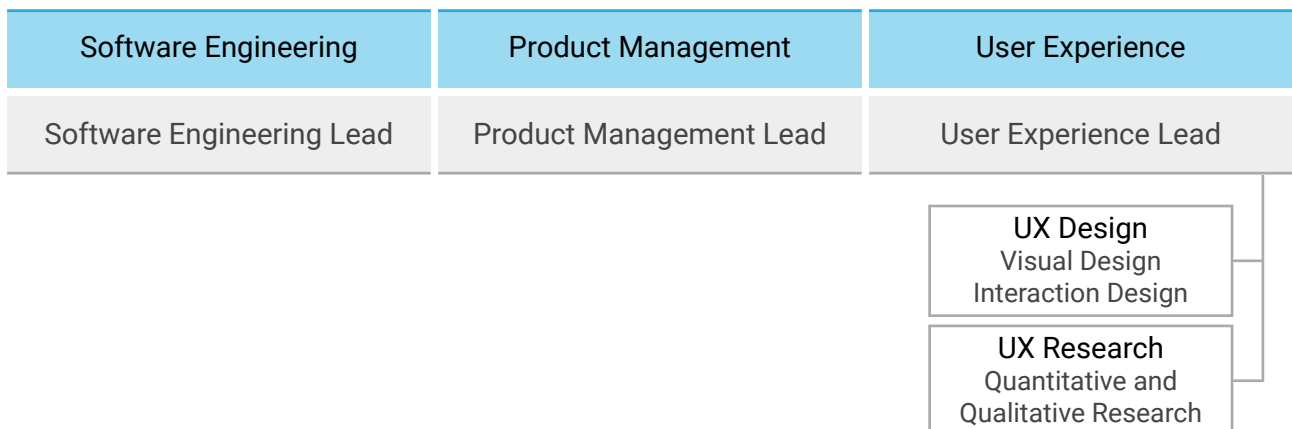 Software Engineering
Product Management
User Experience
Software Engineering Lead
Product Management Lead
User Experience Lead
UX Design
Visual Design
Interaction Design
UX Research
Quantitative and
Qualitative Research